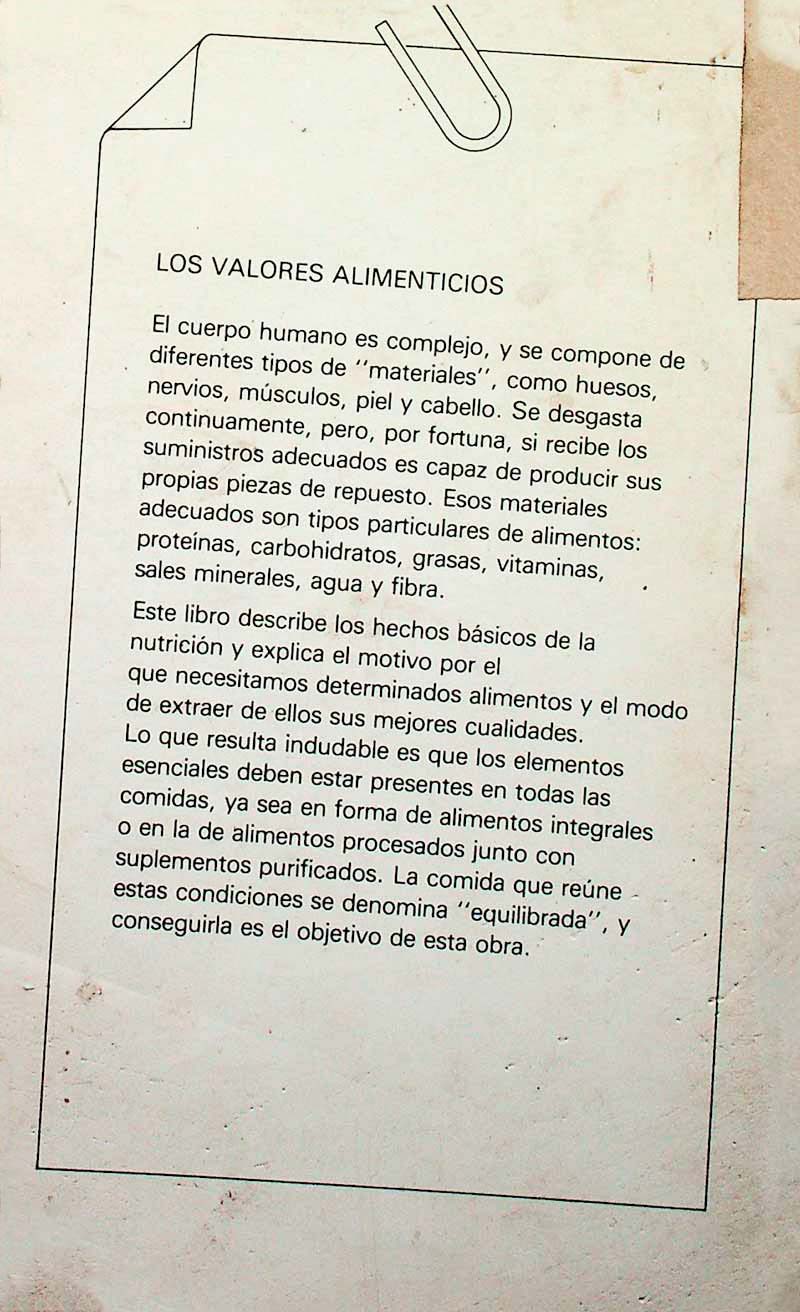 LOS VALORES ALIMENTICIOS
El cuerpo humano es complejo, y se compone de
diferentes tipos de "materiales", como huesos,
nervios, músculos, piel y cabello. Se desgasta
continuamente, pero, por fortuna, si recibe los
suministros adecuados es capaz de producir sus
propias piezas de repuesto. Esos materiales
adecuados son tipos particulares de alimentos:
proteínas, carbohidratos, grasas, vitaminas,
sales minerales, agua y fibra.
Este libro describe los hechos básicos de la
nutrición y explica el motivo por el
que necesitamos determinados alimentos y el modo
de extraer de ellos sus mejores cualidades.
Lo que resulta indudable es que los elementos
esenciales deben estar presentes en todas las
comidas, ya sea en forma de alimentos integrales
o en la de alimentos procesados junto con
suplementos purificados. La comida que reúne
estas condiciones se denomina "equilibrada", y
conseguirla es el objetivo de esta obra.